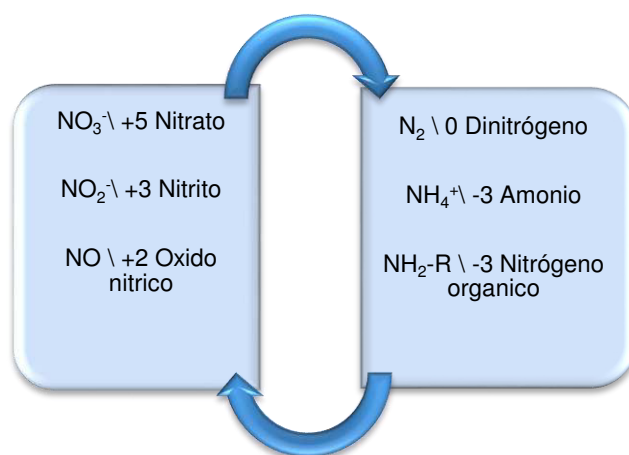 NO₃⁻\ +5 Nitrato
NO₂⁻\ +3 Nitrito
NO \ +2 Oxido
nitrico
N₂ \ 0 Dinitrógeno
NH₄⁺\ -3 Amonio
NH₂-R \ -3 Nitrógeno
organico